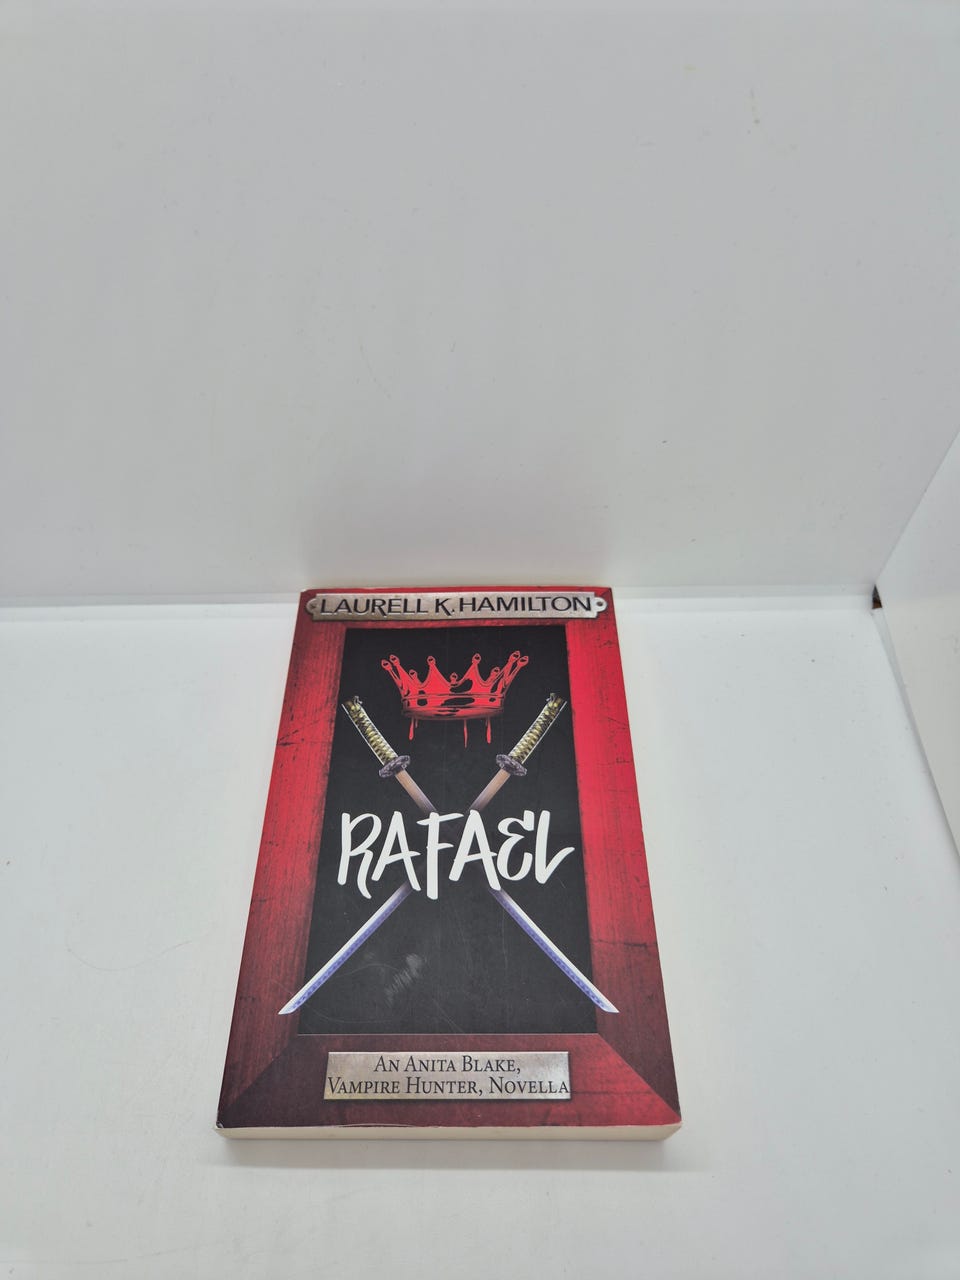 LAURELL K. HAMILTON
RAFAEL
AN ANITA BLAKE,
VAMPIRE HUNTER, NOVELLA